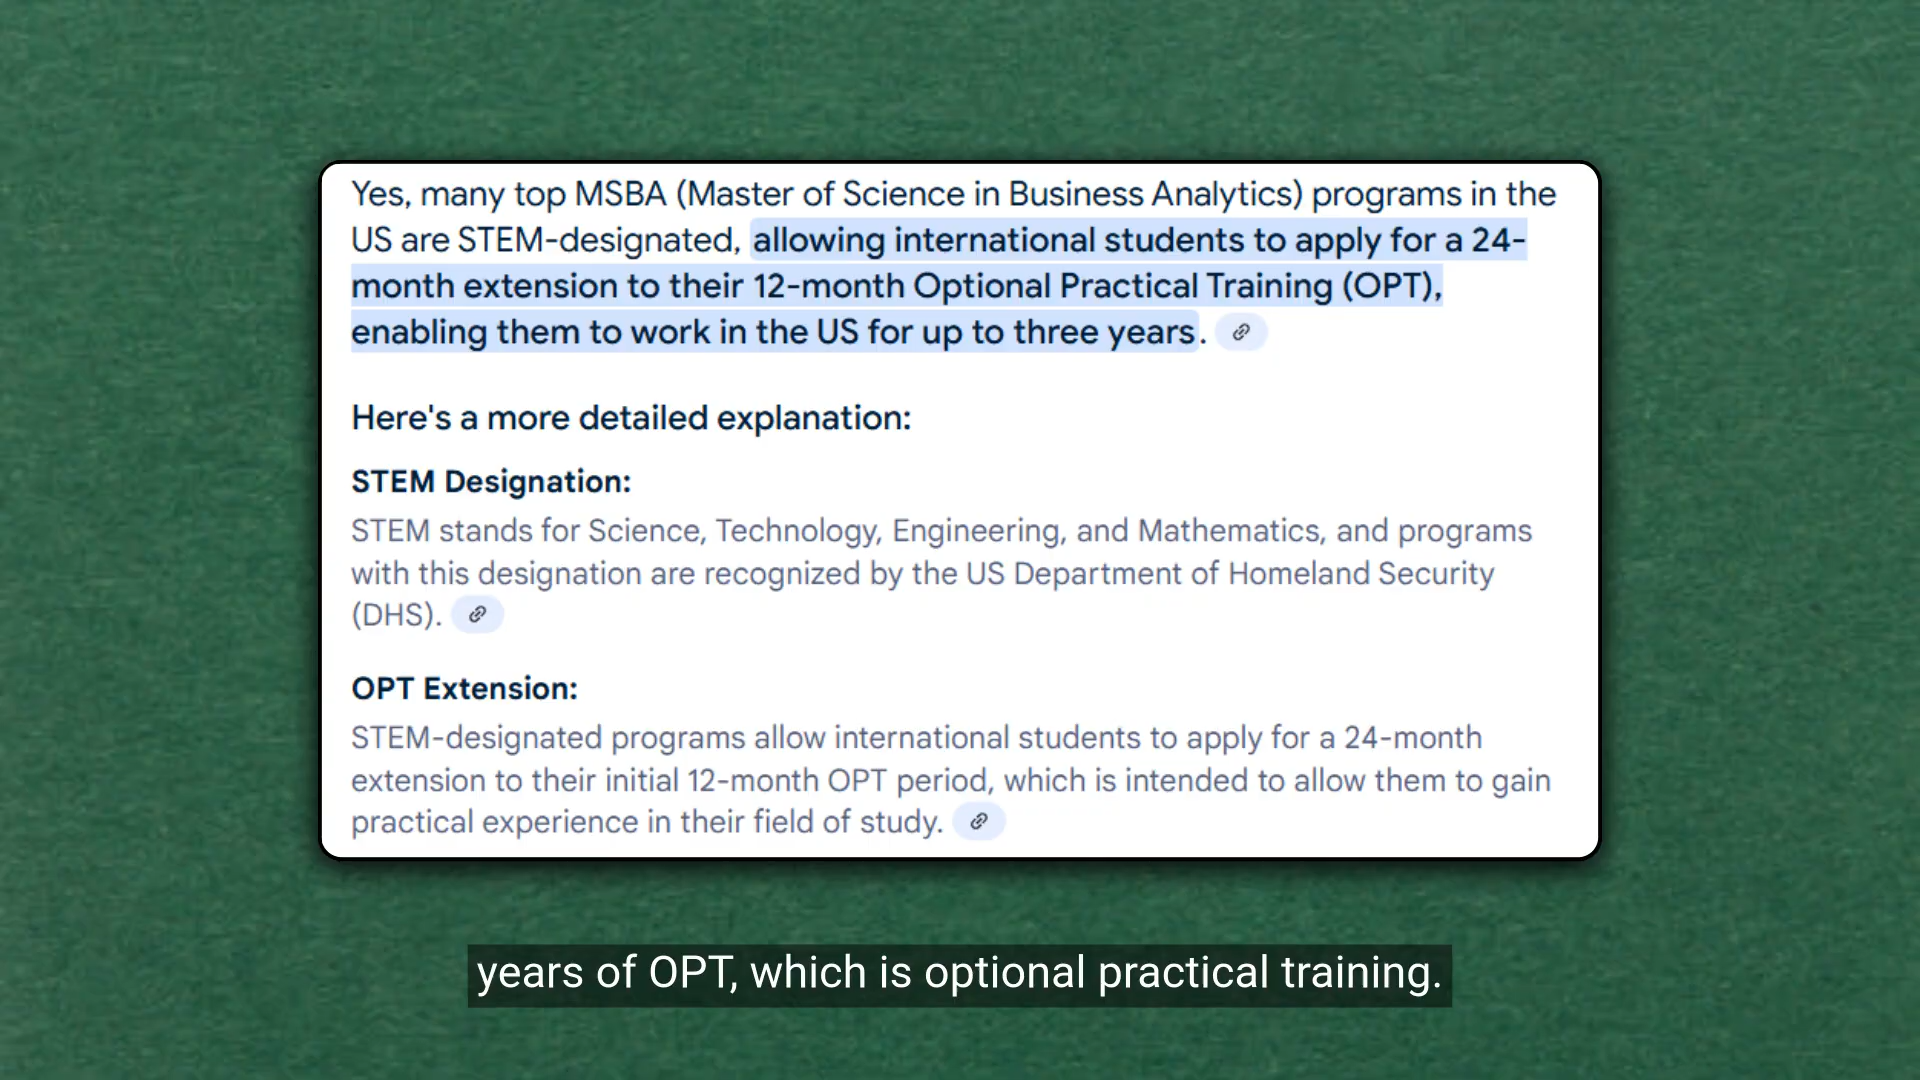 Yes, many top MSBA (Master of Science in Business Analytics) programs in the
US are STEM-designated, allowing international students to apply for a 24-
month extension to their 12-month Optional Practical Training (OPT),
enabling them to work in the US for up to three years.
Here's a more detailed explanation:
STEM Designation:
STEM stands for Science, Technology, Engineering, and Mathematics, and programs
with this designation are recognized by the US Department of Homeland Security
(DHS).
OPT Extension:
STEM-designated programs allow international students to apply for a 24-month
extension to their initial 12-month OPT period, which is intended to allow them to gain
practical experience in their field of study.
years of OPT, which is optional practical training.